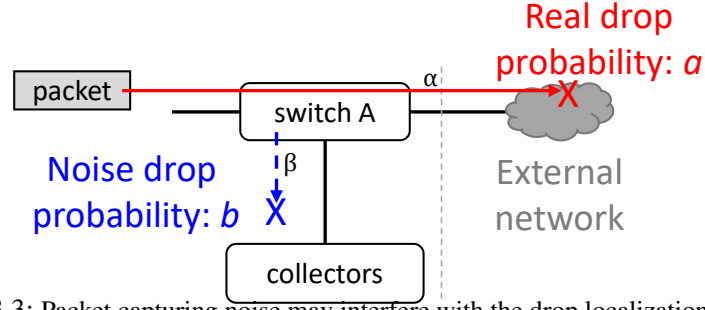 Real drop
probability: a
α
packet
switch A
β
Noise drop
probability: b
External
network
collectors
3: Packet capturing noise may interfere with the drop localization